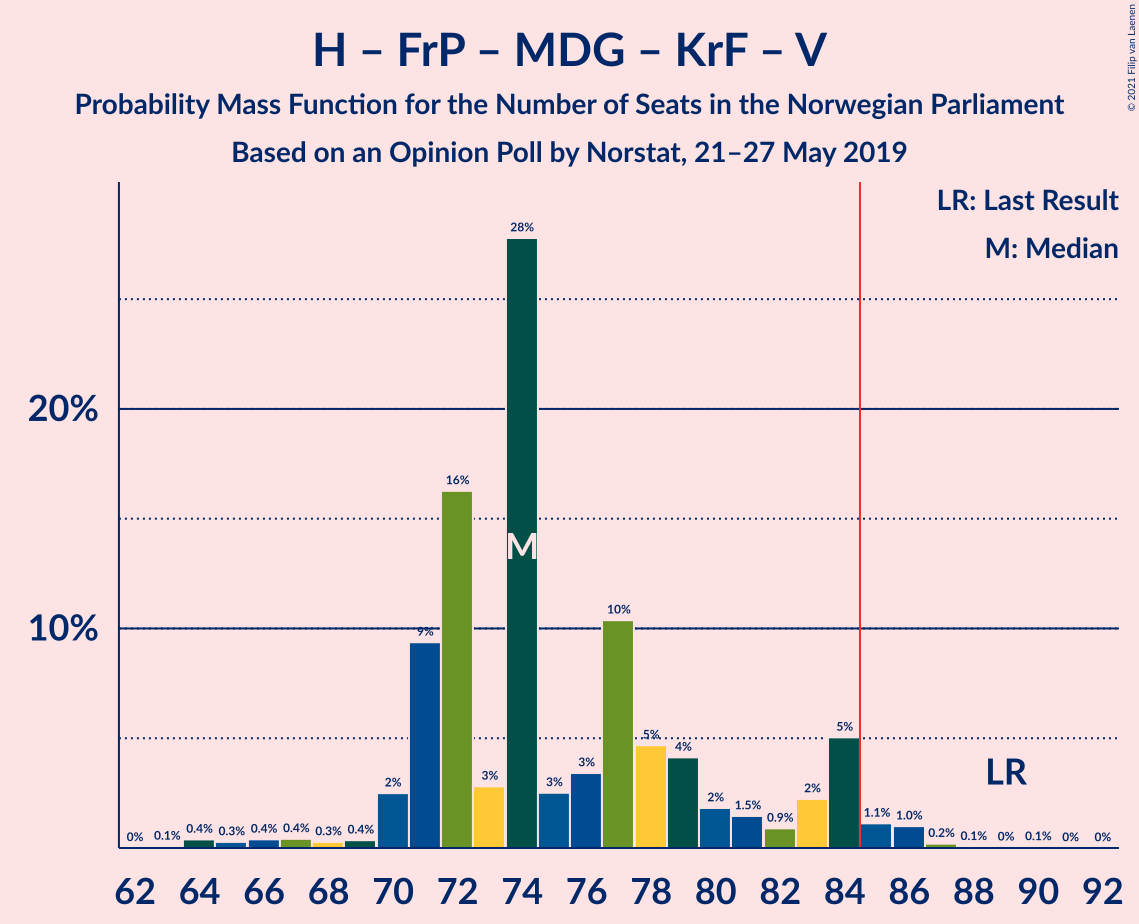 H – FrP – MDG – KrF – V
Probability Mass Function for the Number of Seats in the Norwegian Parliament
Based on an Opinion Poll by Norstat, 21–27 May 2019
© 2021 Filip van Laenen
LR: Last Result
M: Median
20%
10%
0% 0.1% 0.4% 0.3% 0.4% 0.4% 0.3% 0.4% 2% 9% 16% 3% 28% 3% 3% 10% 5% 4% 2% 1.5% 0.9% 2% 5% 1.1% 1.0% 0.2% 0.1% 0% 0.1% 0% 0%
M
LR
62 64 66 68 70 72 74 76 78 80 82 84 86 88 90 92